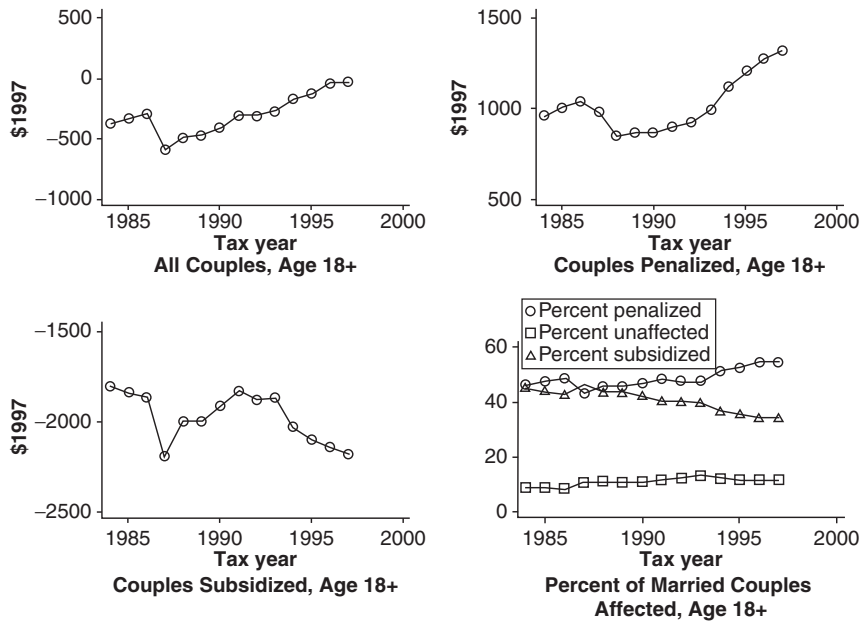 500
0
−500
−1000
$1997
1985 1990 1995 2000
Tax year
All Couples, Age 18+
1500
1000
500
$1997
1985 1990 1995 2000
Tax year
Couples Penalized, Age 18+
−1500
−2000
−2500
$1997
1985 1990 1995 2000
Tax year
Couples Subsidized, Age 18+
Percent penalized
Percent unaffected
Percent subsidized
60
40
20
0
1985 1990 1995 2000
Tax year
Percent of Married Couples
Affected, Age 18+